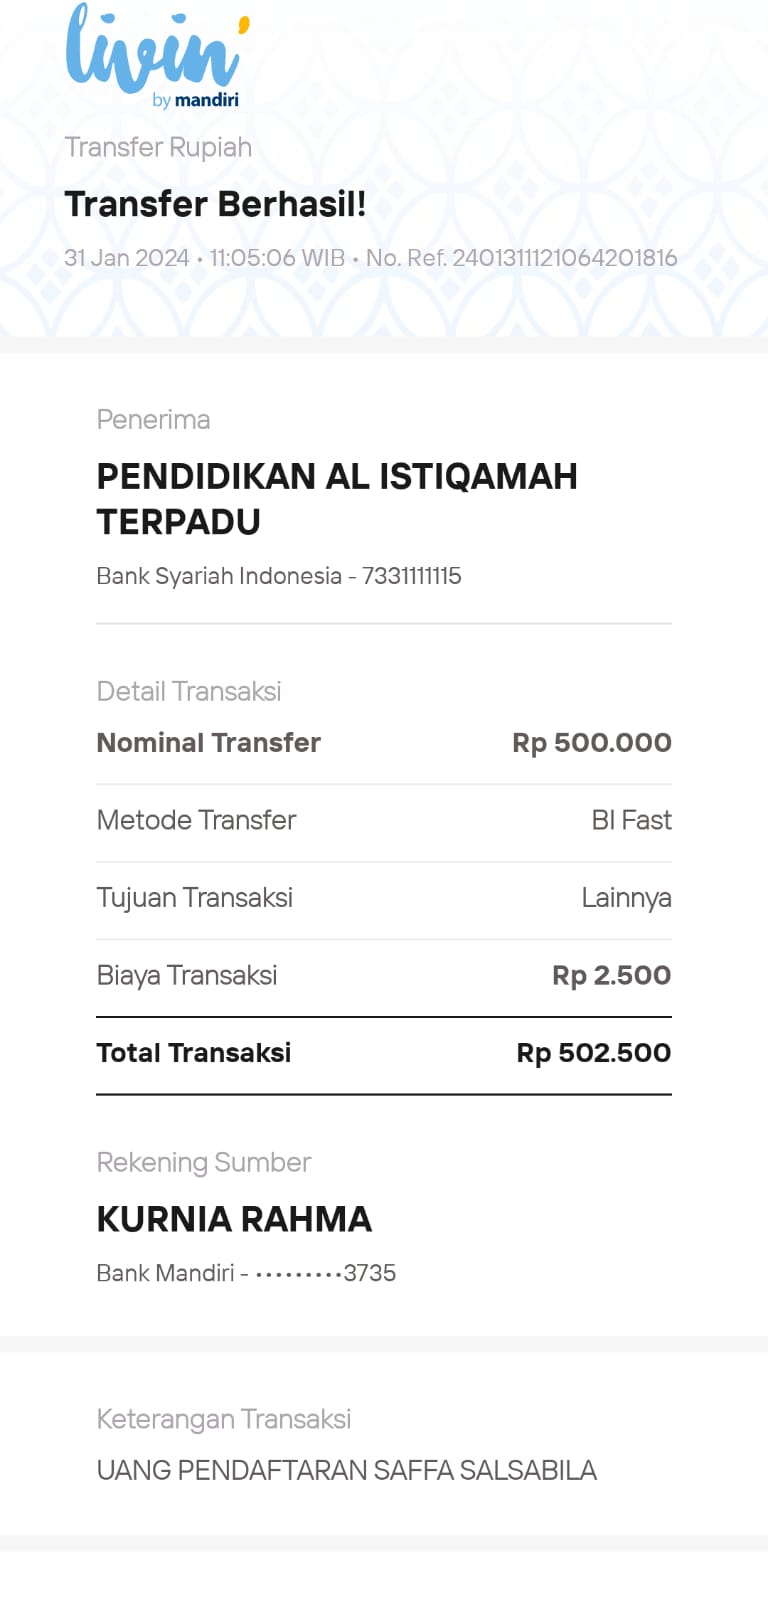 livin'
by mandiri
Transfer Rupiah
Transfer Berhasil!
31 Jan 2024 • 11:05:06 WIB • No. Ref. 2401311121064201816
Penerima
PENDIDIKAN AL ISTIQAMAH
TERPADU
Bank Syariah Indonesia - 7331111115
Detail Transaksi
Nominal Transfer Rp 500.000
Metode Transfer BI Fast
Tujuan Transaksi Lainnya
Biaya Transaksi Rp 2.500
Total Transaksi Rp 502.500
Rekening Sumber
KURNIA RAHMA
Bank Mandiri - •••••••••3735
Keterangan Transaksi
UANG PENDAFTARAN SAFFA SALSABILA